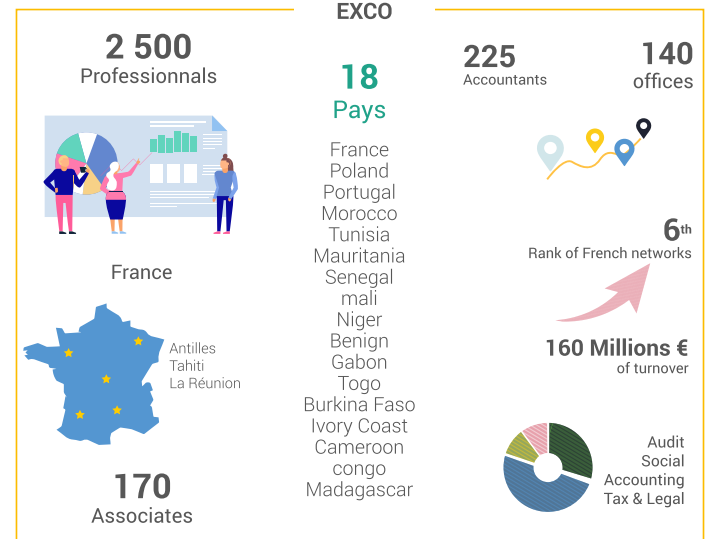 EXCO
2 500
Professionnals
France
Antilles
Tahiti
La Réunion
170
Associates
18
Pays
France
Poland
Portugal
Morocco
Tunisia
Mauritania
Senegal
mali
Niger
Benign
Gabon
Togo
Burkina Faso
Ivory Coast
Cameroon
congo
Madagascar
225
Accountants
140
offices
6th
Rank of French networks
160 Millions €
of turnover
Audit
Social
Accounting
Tax & Legal